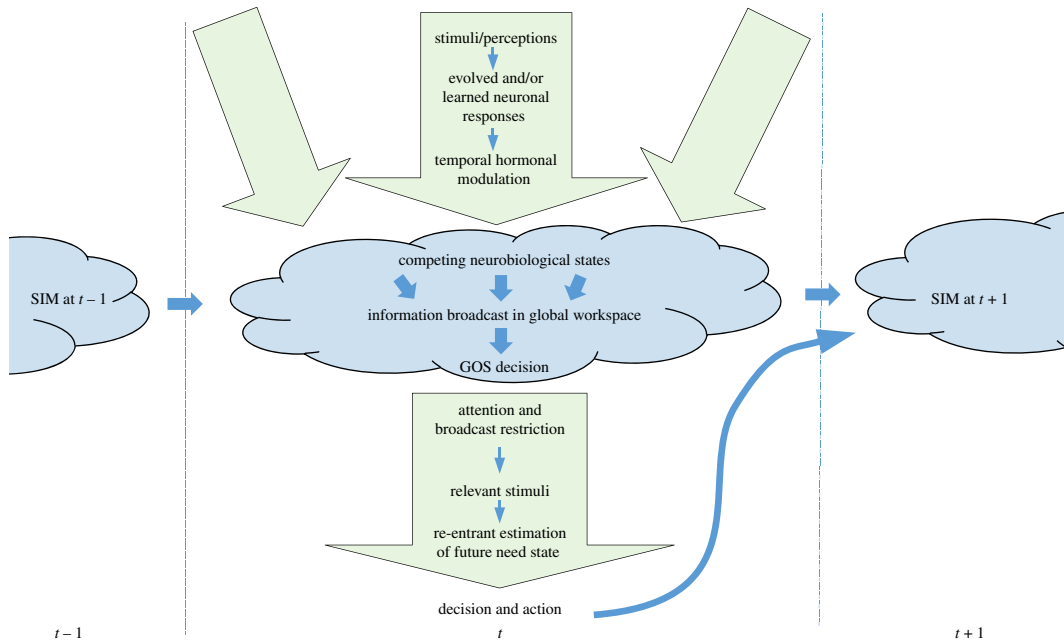 stimuli/perceptions
evolved and/or
learned neuronal
responses
temporal hormonal
modulation
competing neurobiological states
SIM at t – 1
information broadcast in global workspace
SIM at t + 1
GOS decision
attention and
broadcast restriction
relevant stimuli
re-entrant estimation
of future need state
decision and action
t – 1
t
t + 1